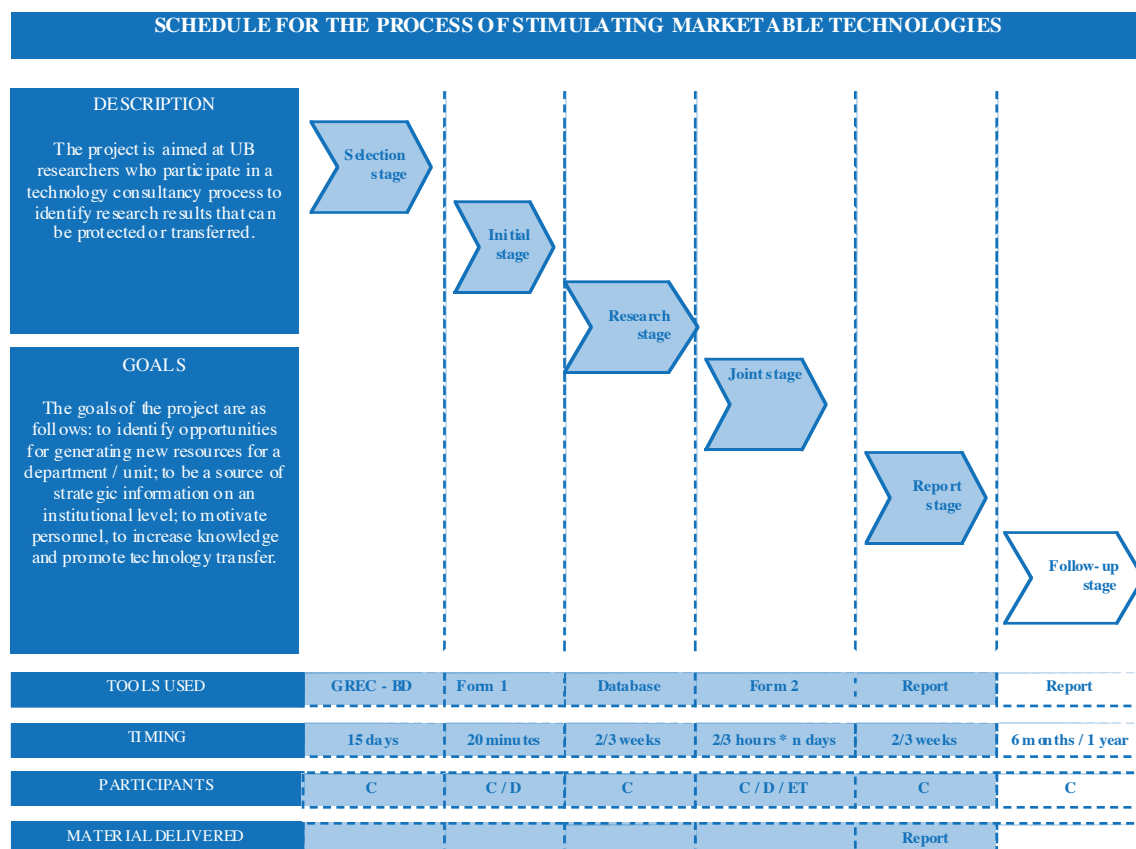 SCHEDULE FOR THE PROCESS OF STIMULATING MARKETABLE TECHNOLOGIES
DESCRIPTION
The project is aimed at UB
researchers who participate in a
technology consultancy process to
identify research results that can
be protected or transferred.
GOALS
The goals of the project are as
follows: to identify opportunities
for generating new resources for a
department / unit; to be a source of
strategic information on an
institutional level; to motivate
personnel, to increase knowledge
and promote technology transfer.
Selection
stage
Initial
stage
Research
stage
Joint stage
Report
stage
Follow-up
stage
TOOLS USED GREC - BD Form 1 Database Form 2 Report Report
TIMING 15 days 20 minutes 2/3 weeks 2/3 hours * n days 2/3 weeks 6 months / 1 year
PARTICIPANTS C C / D C C / D / ET C C
MATERIAL DELIVERED Report